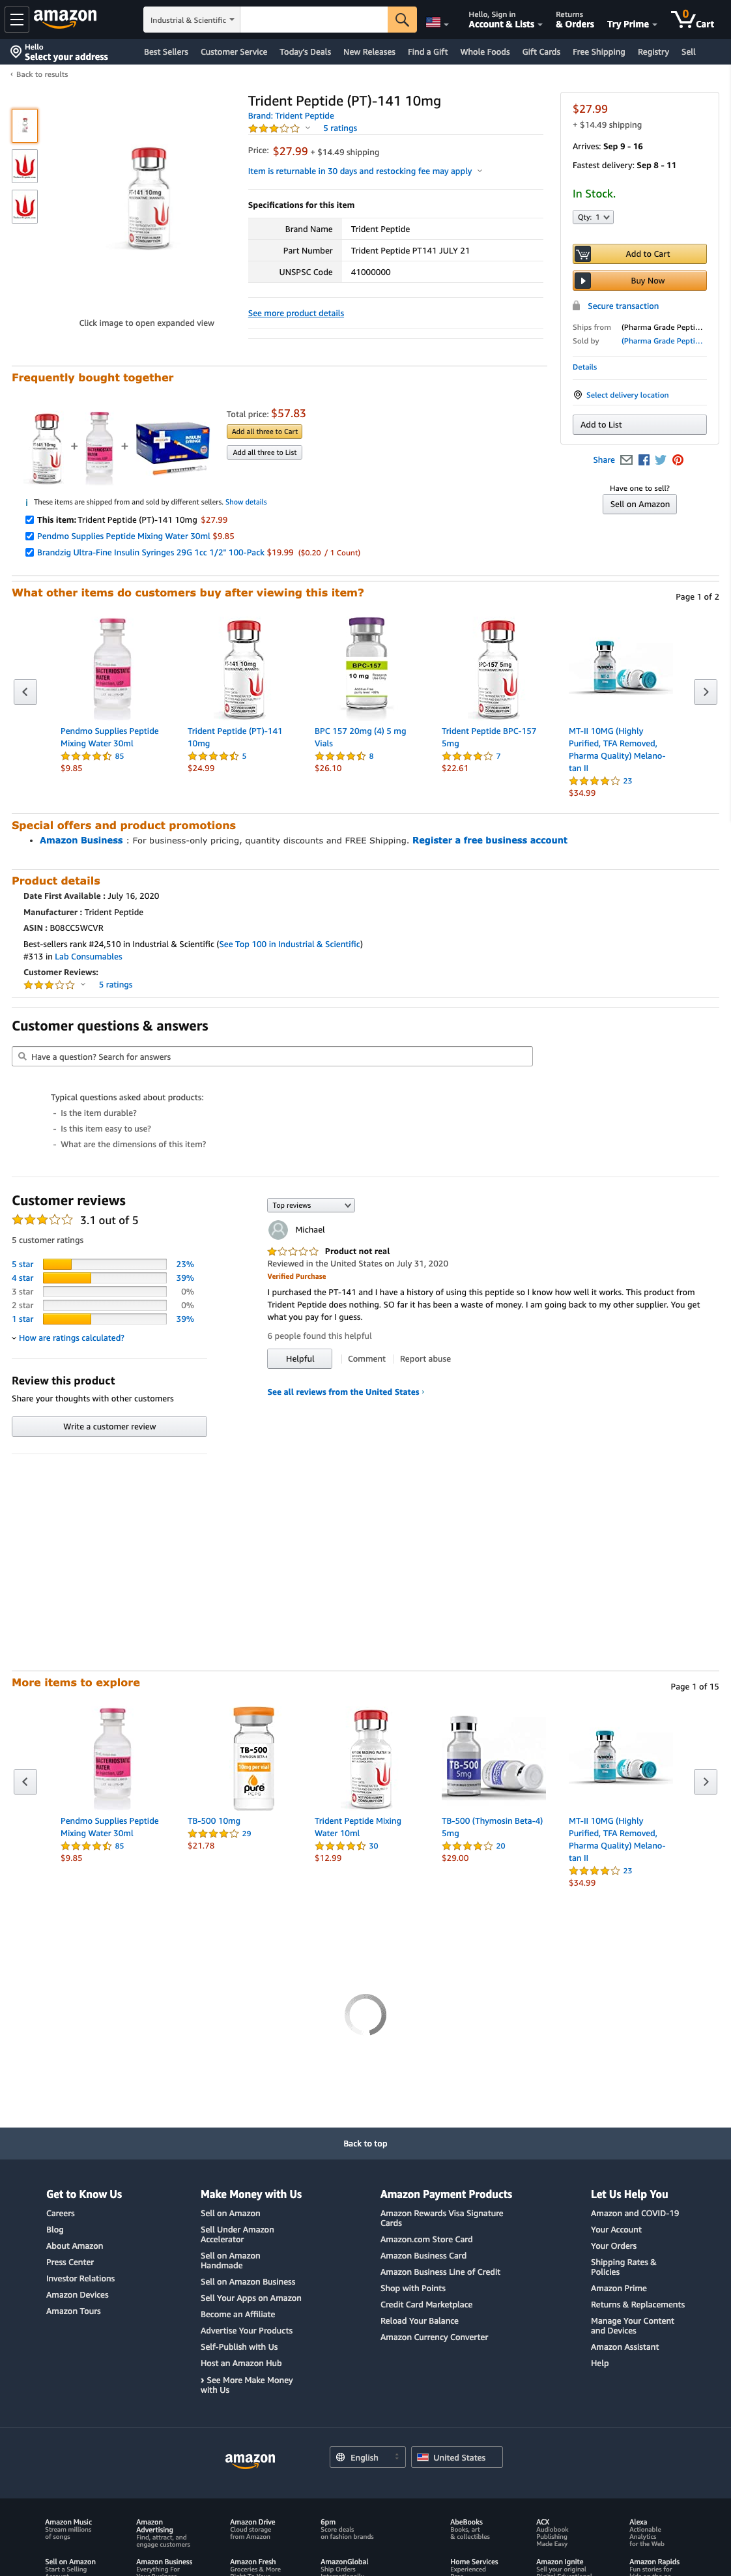 amazon
Industrial & Scientific
Hello, Sign in
Account & Lists
Returns
& Orders
Try Prime
0
Cart
Hello
Select your address
Best Sellers
Customer Service
Today's Deals
New Releases
Find a Gift
Whole Foods
Gift Cards
Free Shipping
Registry
Sell
‹ Back to results
Trident Peptide (PT)-141 10mg
Brand: Trident Peptide
5 ratings
Price: $27.99 + $14.49 shipping
Item is returnable in 30 days and restocking fee may apply
Specifications for this item
Brand Name Trident Peptide
Part Number Trident Peptide PT141 JULY 21
UNSPSC Code 41000000
See more product details
PT-141 10mg
Click image to open expanded view
$27.99
+ $14.49 shipping
Arrives: Sep 9 - 16
Fastest delivery: Sep 8 - 11
In Stock.
Qty: 1
Add to Cart
Buy Now
Secure transaction
Ships from (Pharma Grade Pepti...
Sold by (Pharma Grade Pepti...
Details
Select delivery location
Add to List
Share
Have one to sell?
Sell on Amazon
Frequently bought together
+
+
Total price: $57.83
Add all three to Cart
Add all three to List
i These items are shipped from and sold by different sellers. Show details
This item: Trident Peptide (PT)-141 10mg $27.99
Pendmo Supplies Peptide Mixing Water 30ml $9.85
Brandzig Ultra-Fine Insulin Syringes 29G 1cc 1/2" 100-Pack $19.99 ($0.20 / 1 Count)
What other items do customers buy after viewing this item?
Page 1 of 2
BACTERIOSTATIC
WATER
BPC-157
10 mg
BPC-157 5mg
Pendmo Supplies Peptide
Mixing Water 30ml
85
$9.85
Trident Peptide (PT)-141
10mg
5
$24.99
BPC 157 20mg (4) 5 mg
Vials
8
$26.10
Trident Peptide BPC-157
5mg
7
$22.61
MT-II 10MG (Highly
Purified, TFA Removed,
Pharma Quality) Melano-
tan II
23
$34.99
Special offers and product promotions
• Amazon Business : For business-only pricing, quantity discounts and FREE Shipping. Register a free business account
Product details
Date First Available : July 16, 2020
Manufacturer : Trident Peptide
ASIN : B08CC5WCVR
Best-sellers rank #24,510 in Industrial & Scientific (See Top 100 in Industrial & Scientific)
#313 in Lab Consumables
Customer Reviews:
5 ratings
Customer questions & answers
Have a question? Search for answers
Typical questions asked about products:
- Is the item durable?
- Is this item easy to use?
- What are the dimensions of this item?
Customer reviews
3.1 out of 5
5 customer ratings
5 star 23%
4 star 39%
3 star 0%
2 star 0%
1 star 39%
How are ratings calculated?
Review this product
Share your thoughts with other customers
Write a customer review
Top reviews
Michael
Product not real
Reviewed in the United States on July 31, 2020
Verified Purchase
I purchased the PT-141 and I have a history of using this peptide so I know how well it works. This product from
Trident Peptide does nothing. SO far it has been a waste of money. I am going back to my other supplier. You get
what you pay for I guess.
6 people found this helpful
Helpful
Comment
Report abuse
See all reviews from the United States ›
More items to explore
Page 1 of 15
BACTERIOSTATIC
WATER
TB-500
pure
TB-500
5mg
Pendmo Supplies Peptide
Mixing Water 30ml
85
$9.85
TB-500 10mg
29
$21.78
Trident Peptide Mixing
Water 10ml
30
$12.99
TB-500 (Thymosin Beta-4)
5mg
20
$29.00
MT-II 10MG (Highly
Purified, TFA Removed,
Pharma Quality) Melano-
tan II
23
$34.99
Back to top
Get to Know Us
Careers
Blog
About Amazon
Press Center
Investor Relations
Amazon Devices
Amazon Tours
Make Money with Us
Sell on Amazon
Sell Under Amazon
Accelerator
Sell on Amazon
Handmade
Sell on Amazon Business
Sell Your Apps on Amazon
Become an Affiliate
Advertise Your Products
Self-Publish with Us
Host an Amazon Hub
› See More Make Money
with Us
Amazon Payment Products
Amazon Rewards Visa Signature
Cards
Amazon.com Store Card
Amazon Business Card
Amazon Business Line of Credit
Shop with Points
Credit Card Marketplace
Reload Your Balance
Amazon Currency Converter
Let Us Help You
Amazon and COVID-19
Your Account
Your Orders
Shipping Rates &
Policies
Amazon Prime
Returns & Replacements
Manage Your Content
and Devices
Amazon Assistant
Help
amazon
English
United States
Amazon Music
Stream millions
of songs
Amazon
Advertising
Find, attract, and
engage customers
Amazon Drive
Cloud storage
from Amazon
6pm
Score deals
on fashion brands
AbeBooks
Books, art
& collectibles
ACX
Audiobook
Publishing
Made Easy
Alexa
Actionable
Analytics
for the Web
Sell on Amazon
Start a Selling
Amazon Business
Everything For
Amazon Fresh
Groceries & More
AmazonGlobal
Ship Orders
Home Services
Experienced
Amazon Ignite
Sell your original
Amazon Rapids
Fun stories for